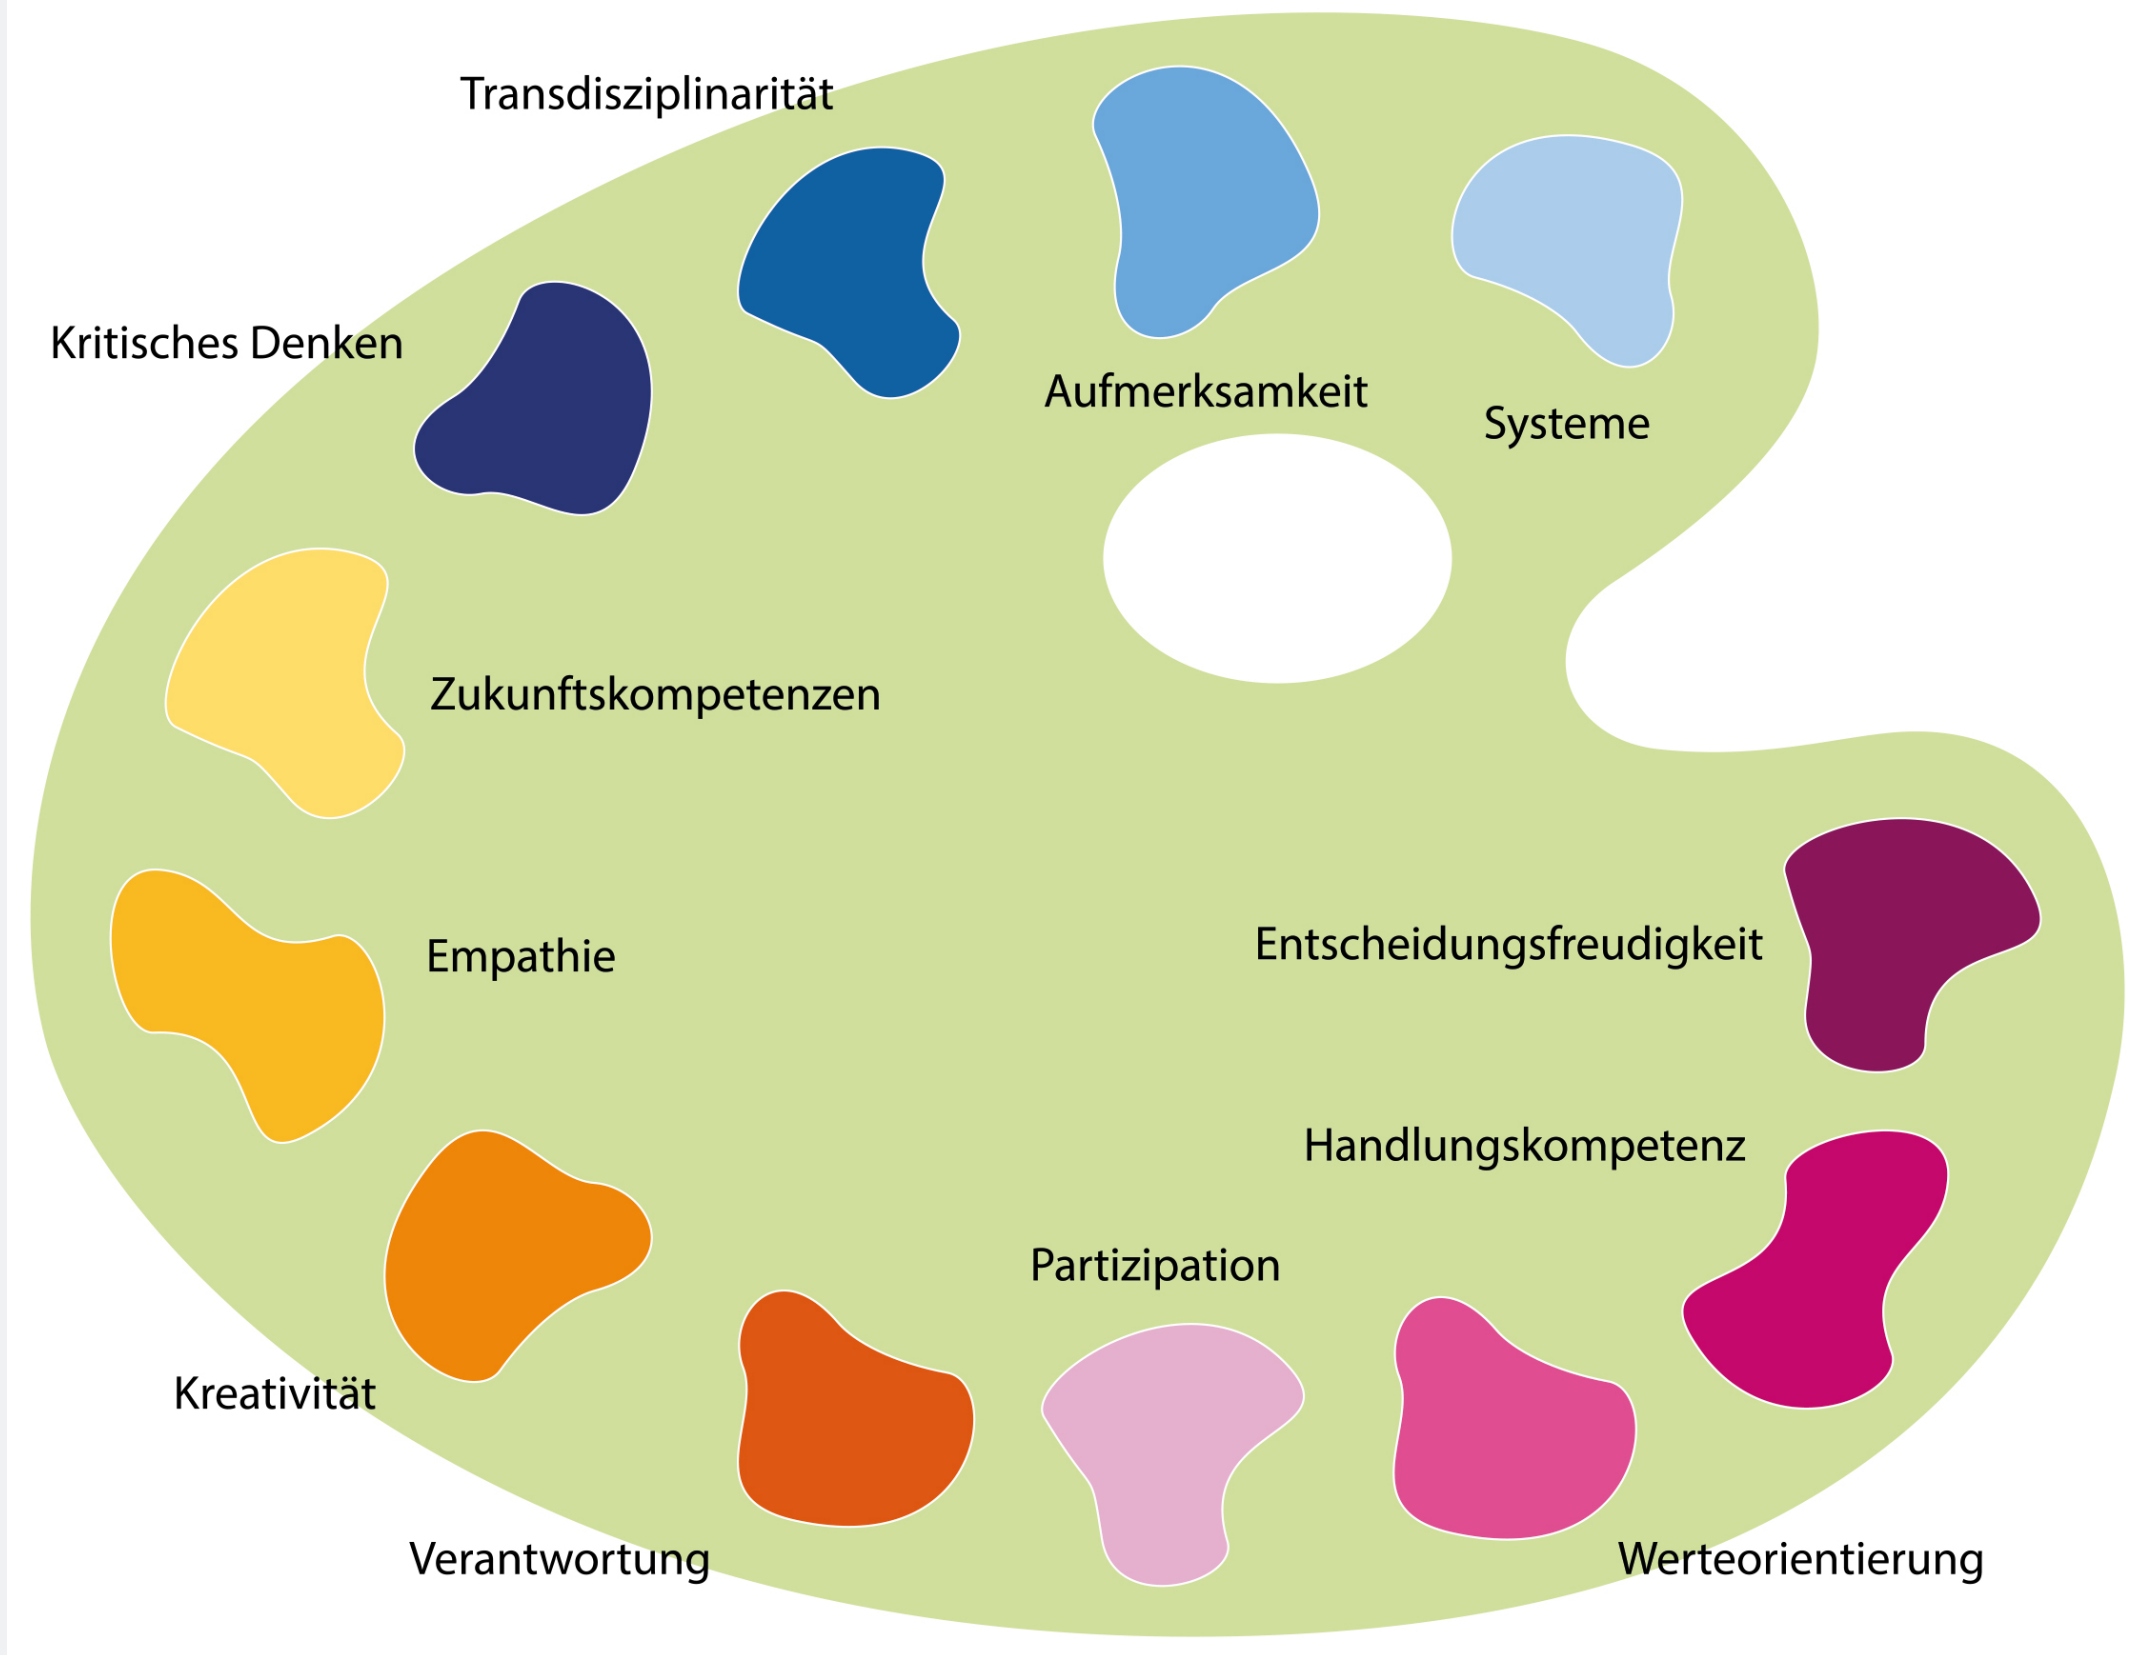 Transdisziplinarität
Kritisches Denken
Aufmerksamkeit
Systeme
Zukunftskompetenzen
Empathie
Entscheidungsfreudigkeit
Handlungskompetenz
Partizipation
Kreativität
Verantwortung
Werteorientierung